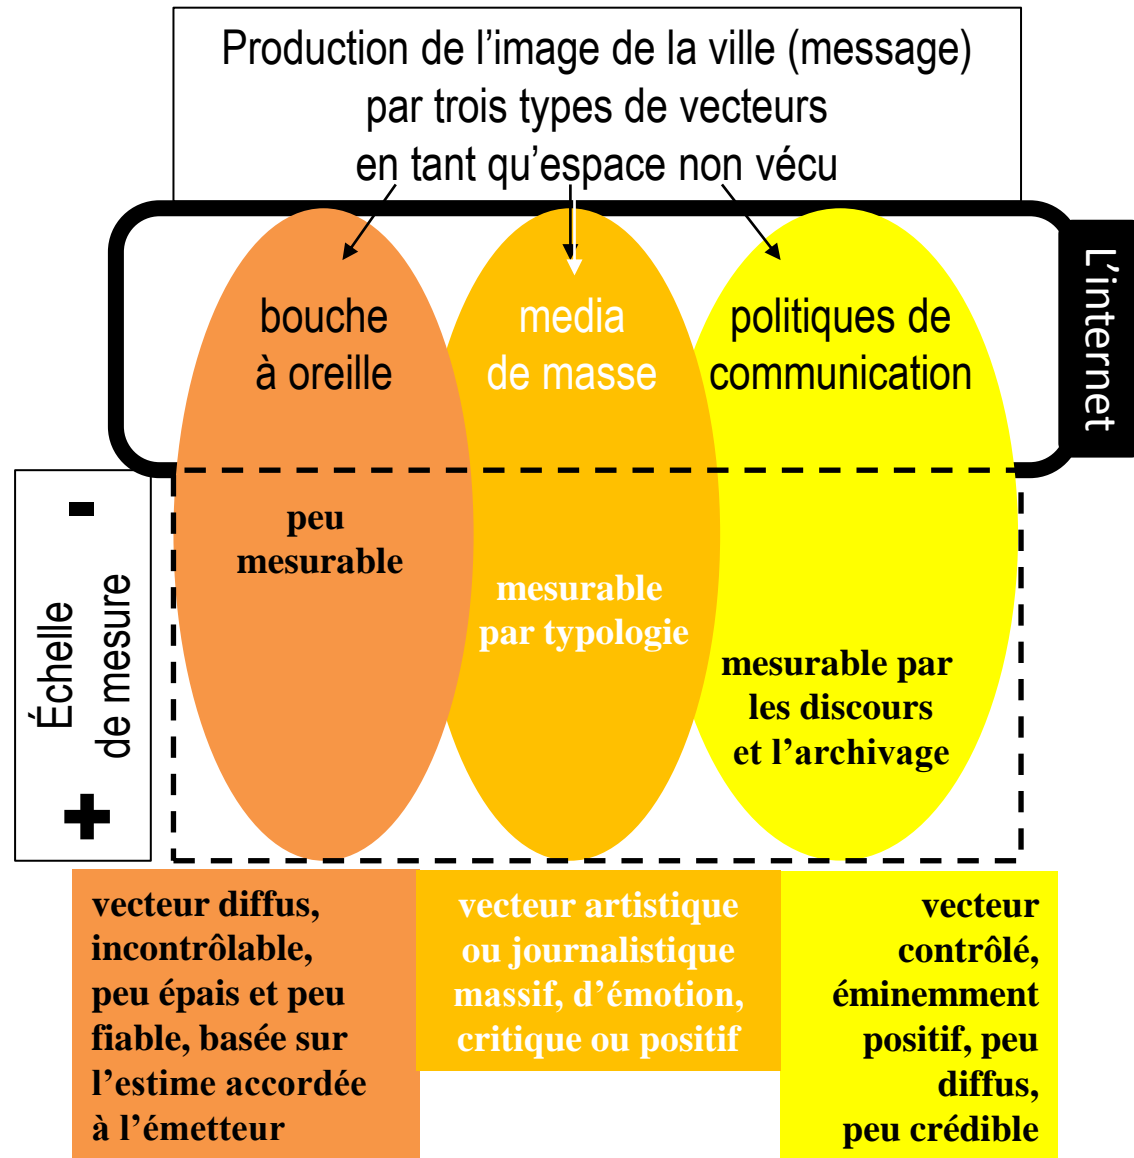 Production de l’image de la ville (message)
par trois types de vecteurs
en tant qu’espace non vécu
L’internet
bouche
à oreille
media
de masse
politiques de
communication
Échelle
de mesure
-
+
peu
mesurable
mesurable
par typologie
mesurable par
les discours
et l’archivage
vecteur diffus,
incontrôlable,
peu épais et peu
fiable, basée sur
l’estime accordée
à l’émetteur
vecteur artistique
ou journalistique
massif, d’émotion,
critique ou positif
vecteur
contrôlé,
éminemment
positif, peu
diffus,
peu crédible